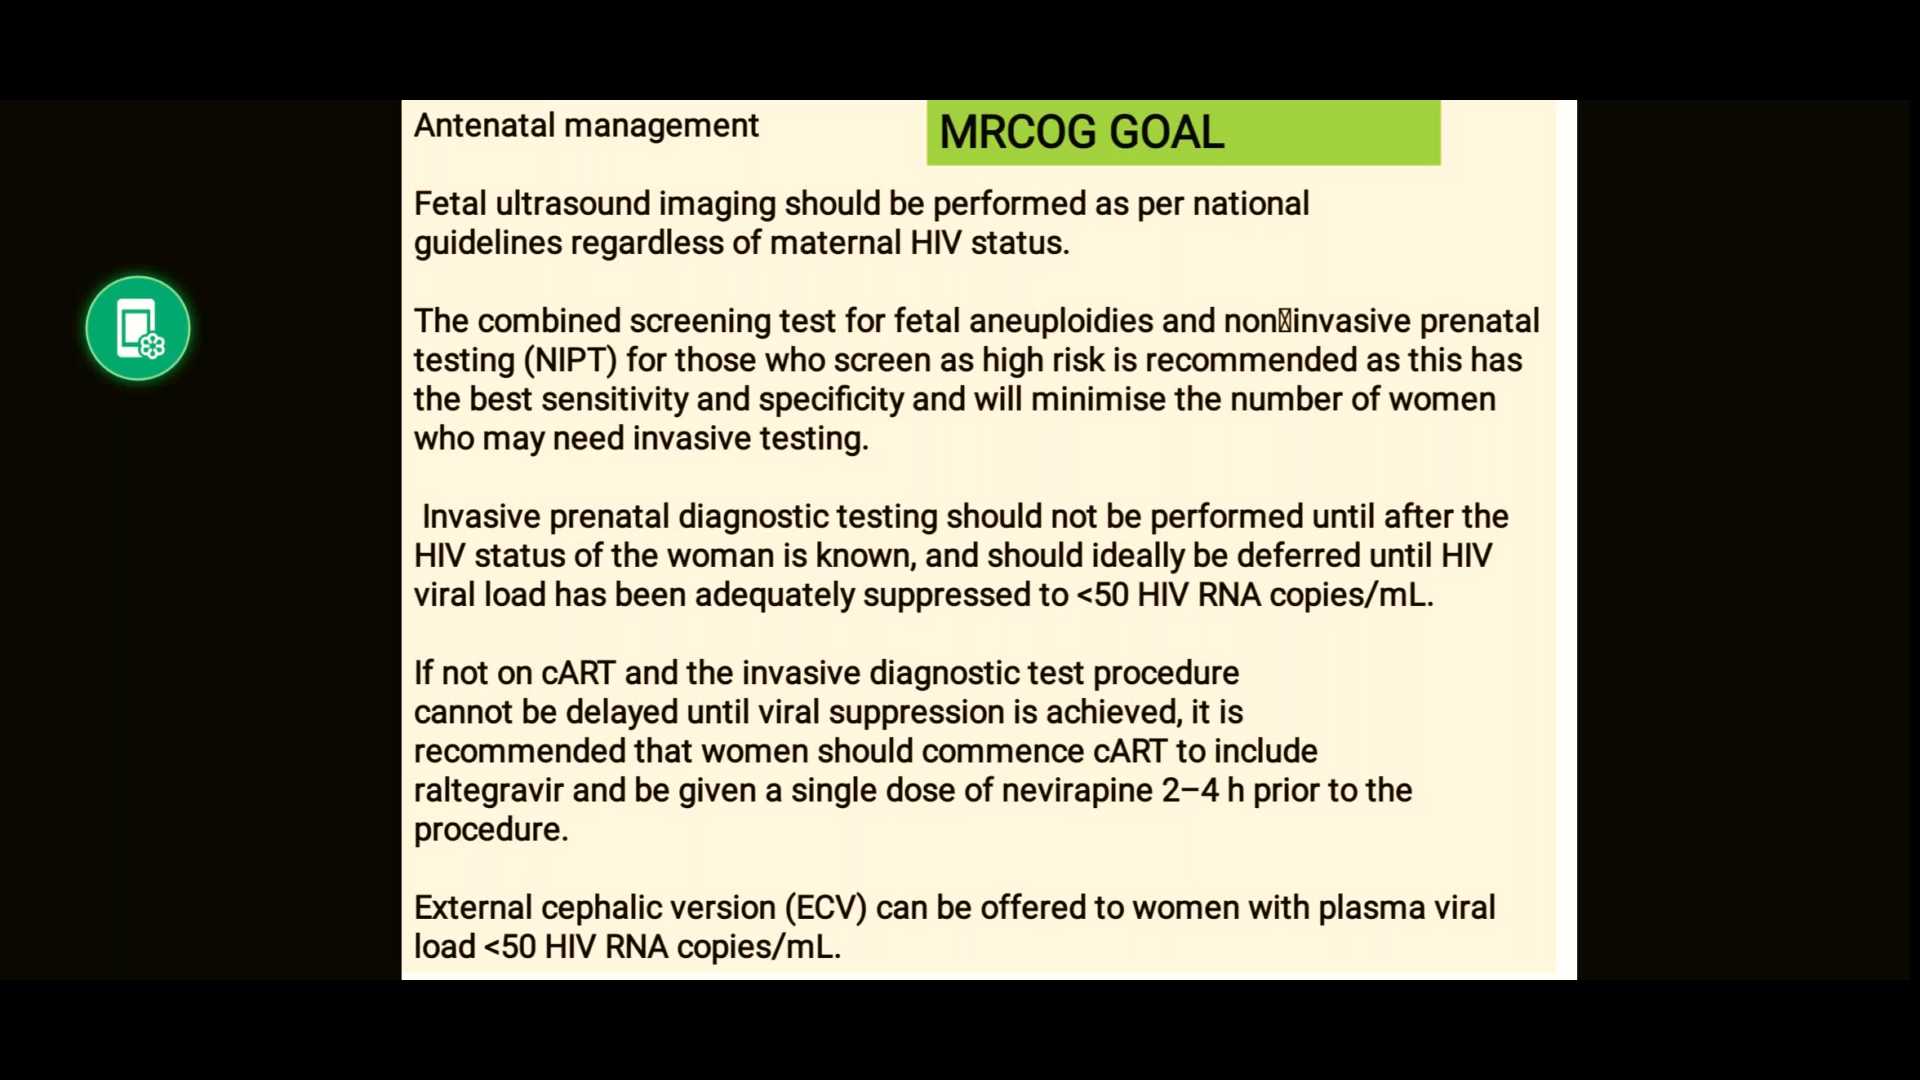 Antenatal management
MRCOG GOAL
Fetal ultrasound imaging should be performed as per national
guidelines regardless of maternal HIV status.
The combined screening test for fetal aneuploidies and non￾invasive prenatal
testing (NIPT) for those who screen as high risk is recommended as this has
the best sensitivity and specificity and will minimise the number of women
who may need invasive testing.
Invasive prenatal diagnostic testing should not be performed until after the
HIV status of the woman is known, and should ideally be deferred until HIV
viral load has been adequately suppressed to <50 HIV RNA copies/mL.
If not on cART and the invasive diagnostic test procedure
cannot be delayed until viral suppression is achieved, it is
recommended that women should commence cART to include
raltegravir and be given a single dose of nevirapine 2–4 h prior to the
procedure.
External cephalic version (ECV) can be offered to women with plasma viral
load <50 HIV RNA copies/mL.